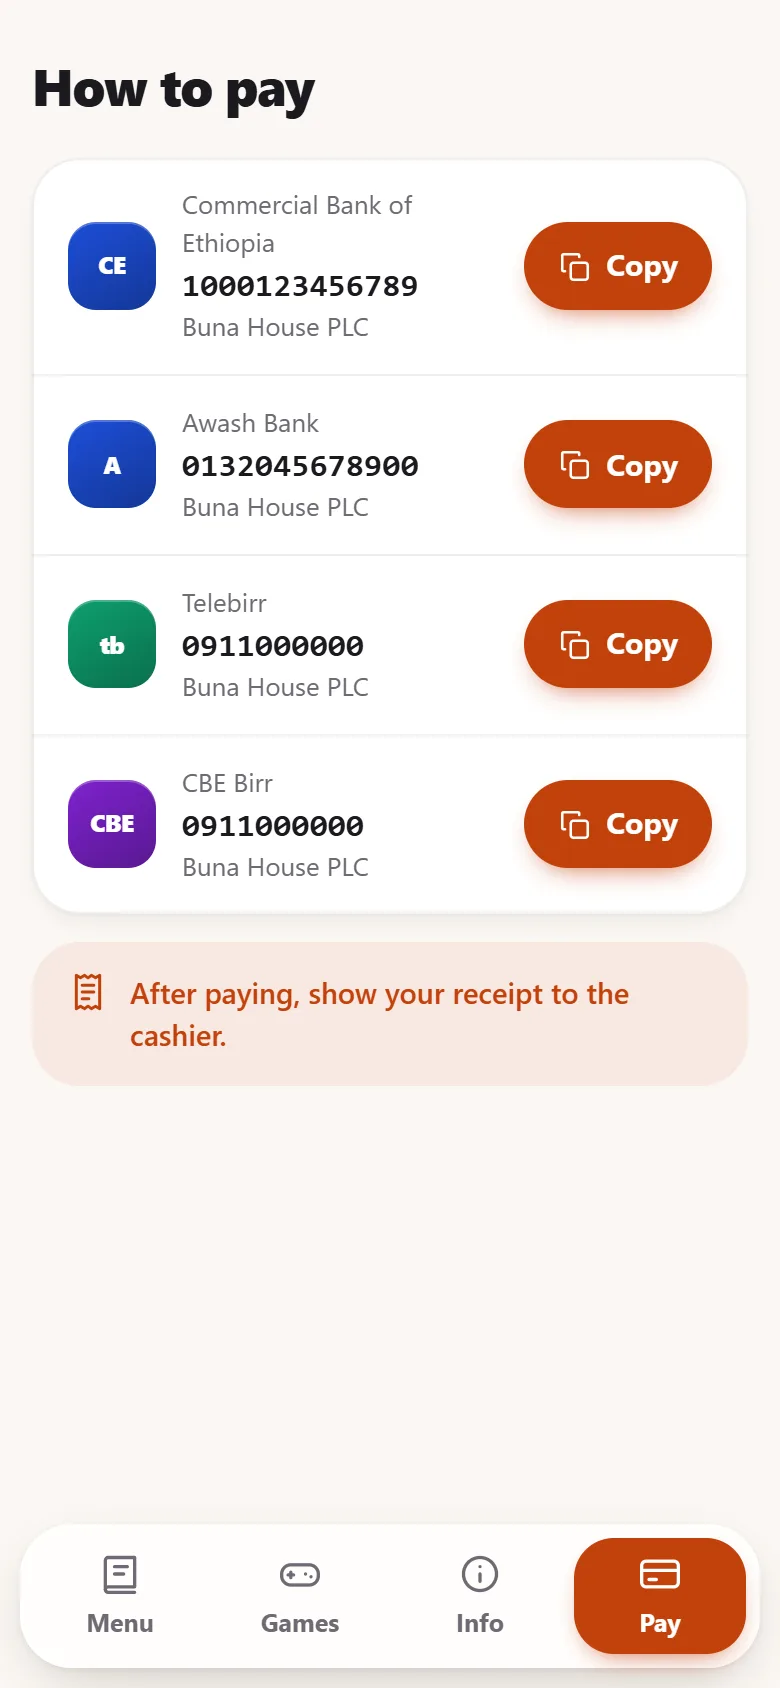 How to pay
CE
Commercial Bank of
Ethiopia
1000123456789
Buna House PLC
Copy
A
Awash Bank
0132045678900
Buna House PLC
Copy
tb
Telebirr
0911000000
Buna House PLC
Copy
CBE
CBE Birr
0911000000
Buna House PLC
Copy
After paying, show your receipt to the
cashier.
Menu
Games
Info
Pay